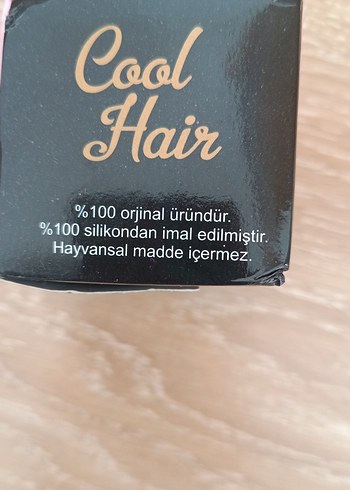 Cool
Hair
%100 orjinal üründür.
%100 silikondan imal edilmiştir.
Hayvansal madde içermez.